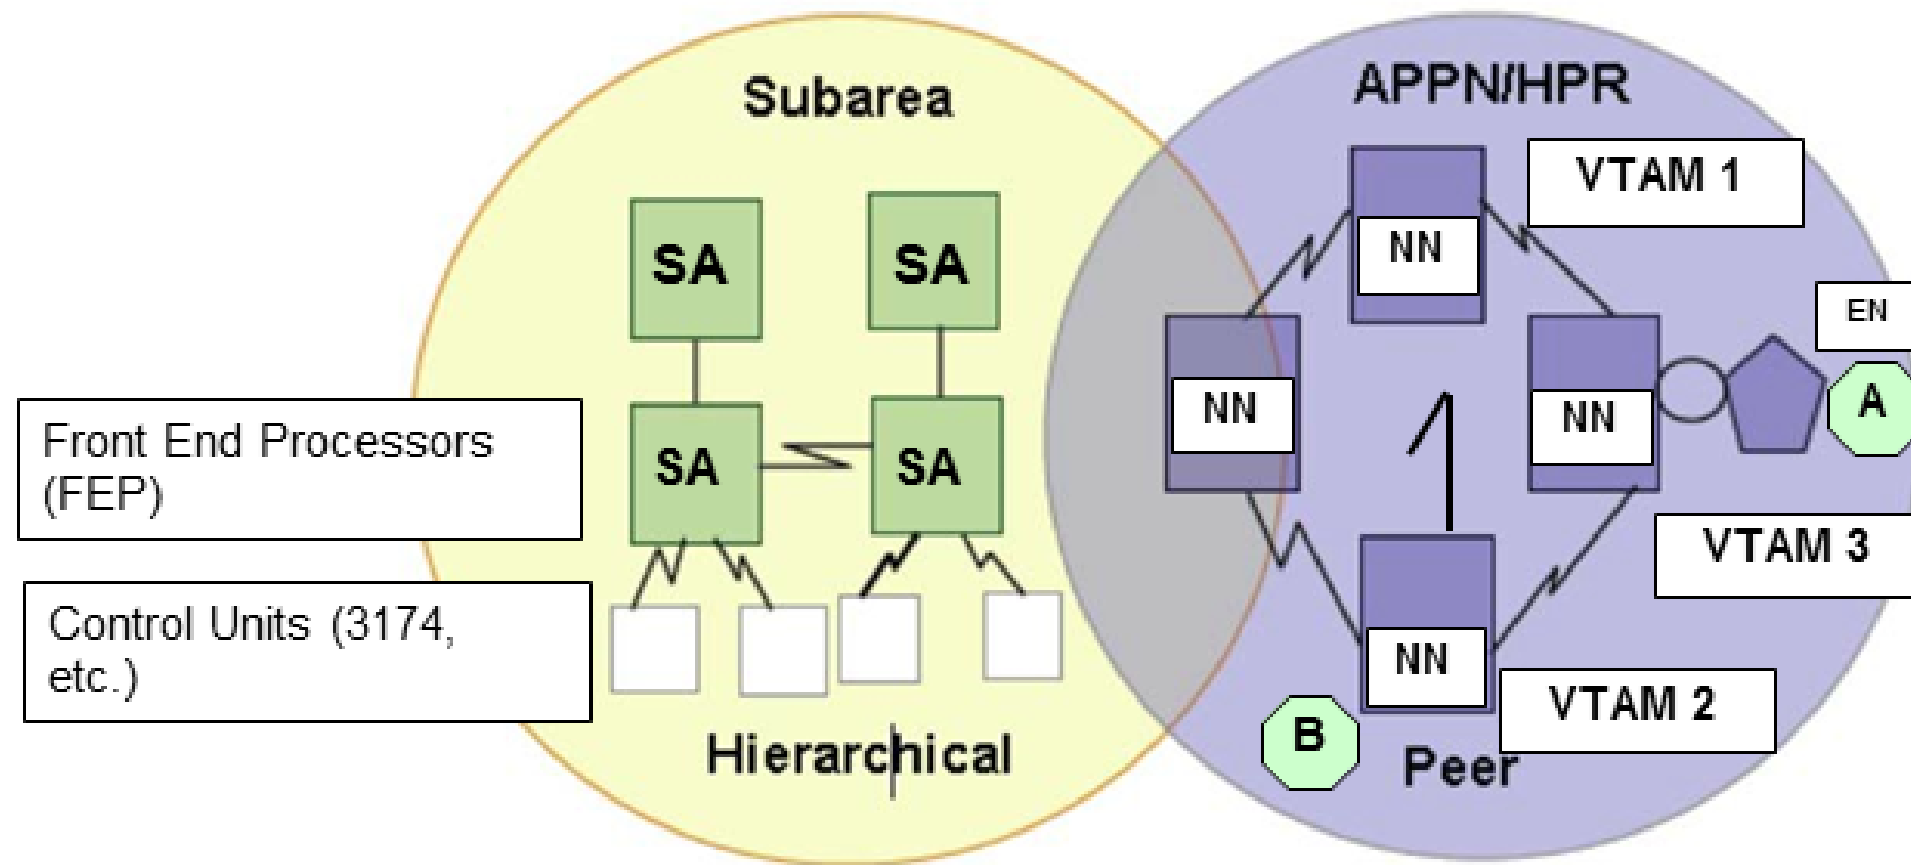 Subarea
SA
SA
SA
SA
Front End Processors
(FEP)
Control Units (3174,
etc.)
Hierarchical
APPN/HPR
VTAM 1
NN
EN
NN
NN
A
VTAM 3
NN
VTAM 2
B
Peer